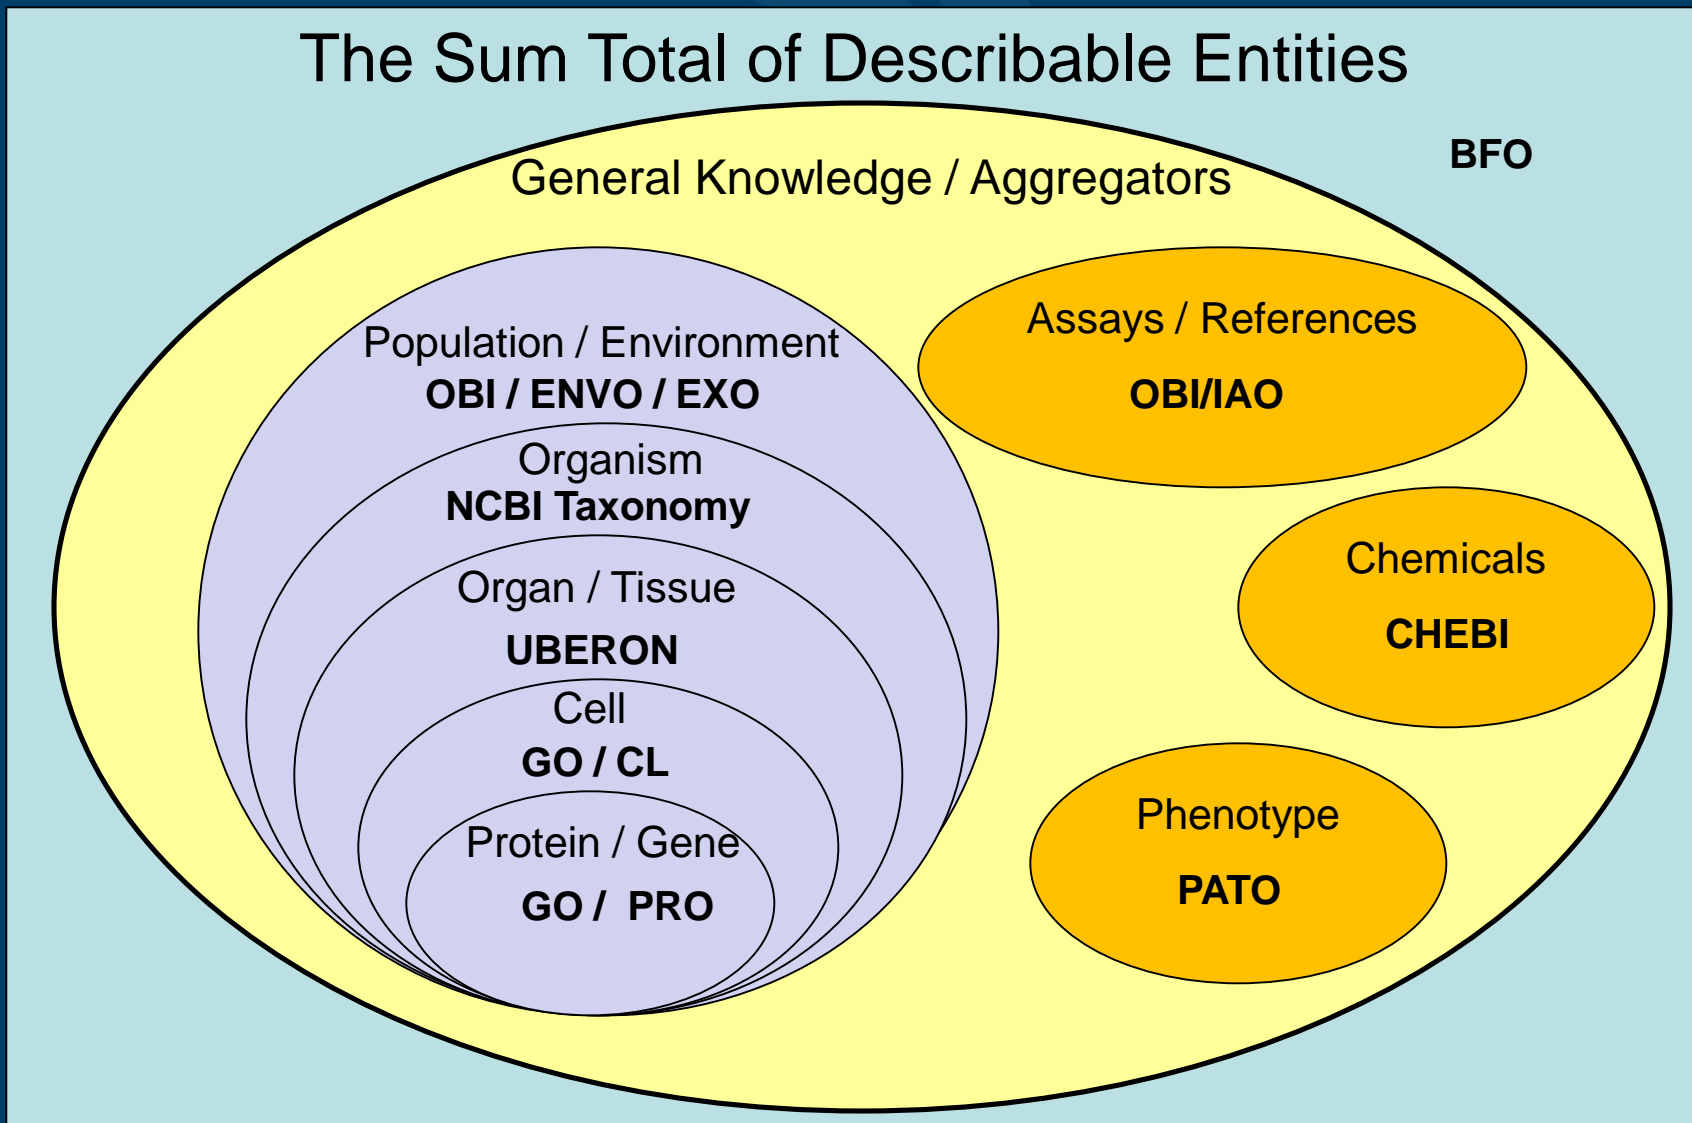 The Sum Total of Describable Entities
BFO
General Knowledge / Aggregators
Population / Environment
OBI / ENVO / EXO
Organism
NCBI Taxonomy
Organ / Tissue
UBERON
Cell
GO / CL
Protein / Gene
GO / PRO
Assays / References
OBI/IAO
Chemicals
CHEBI
Phenotype
PATO